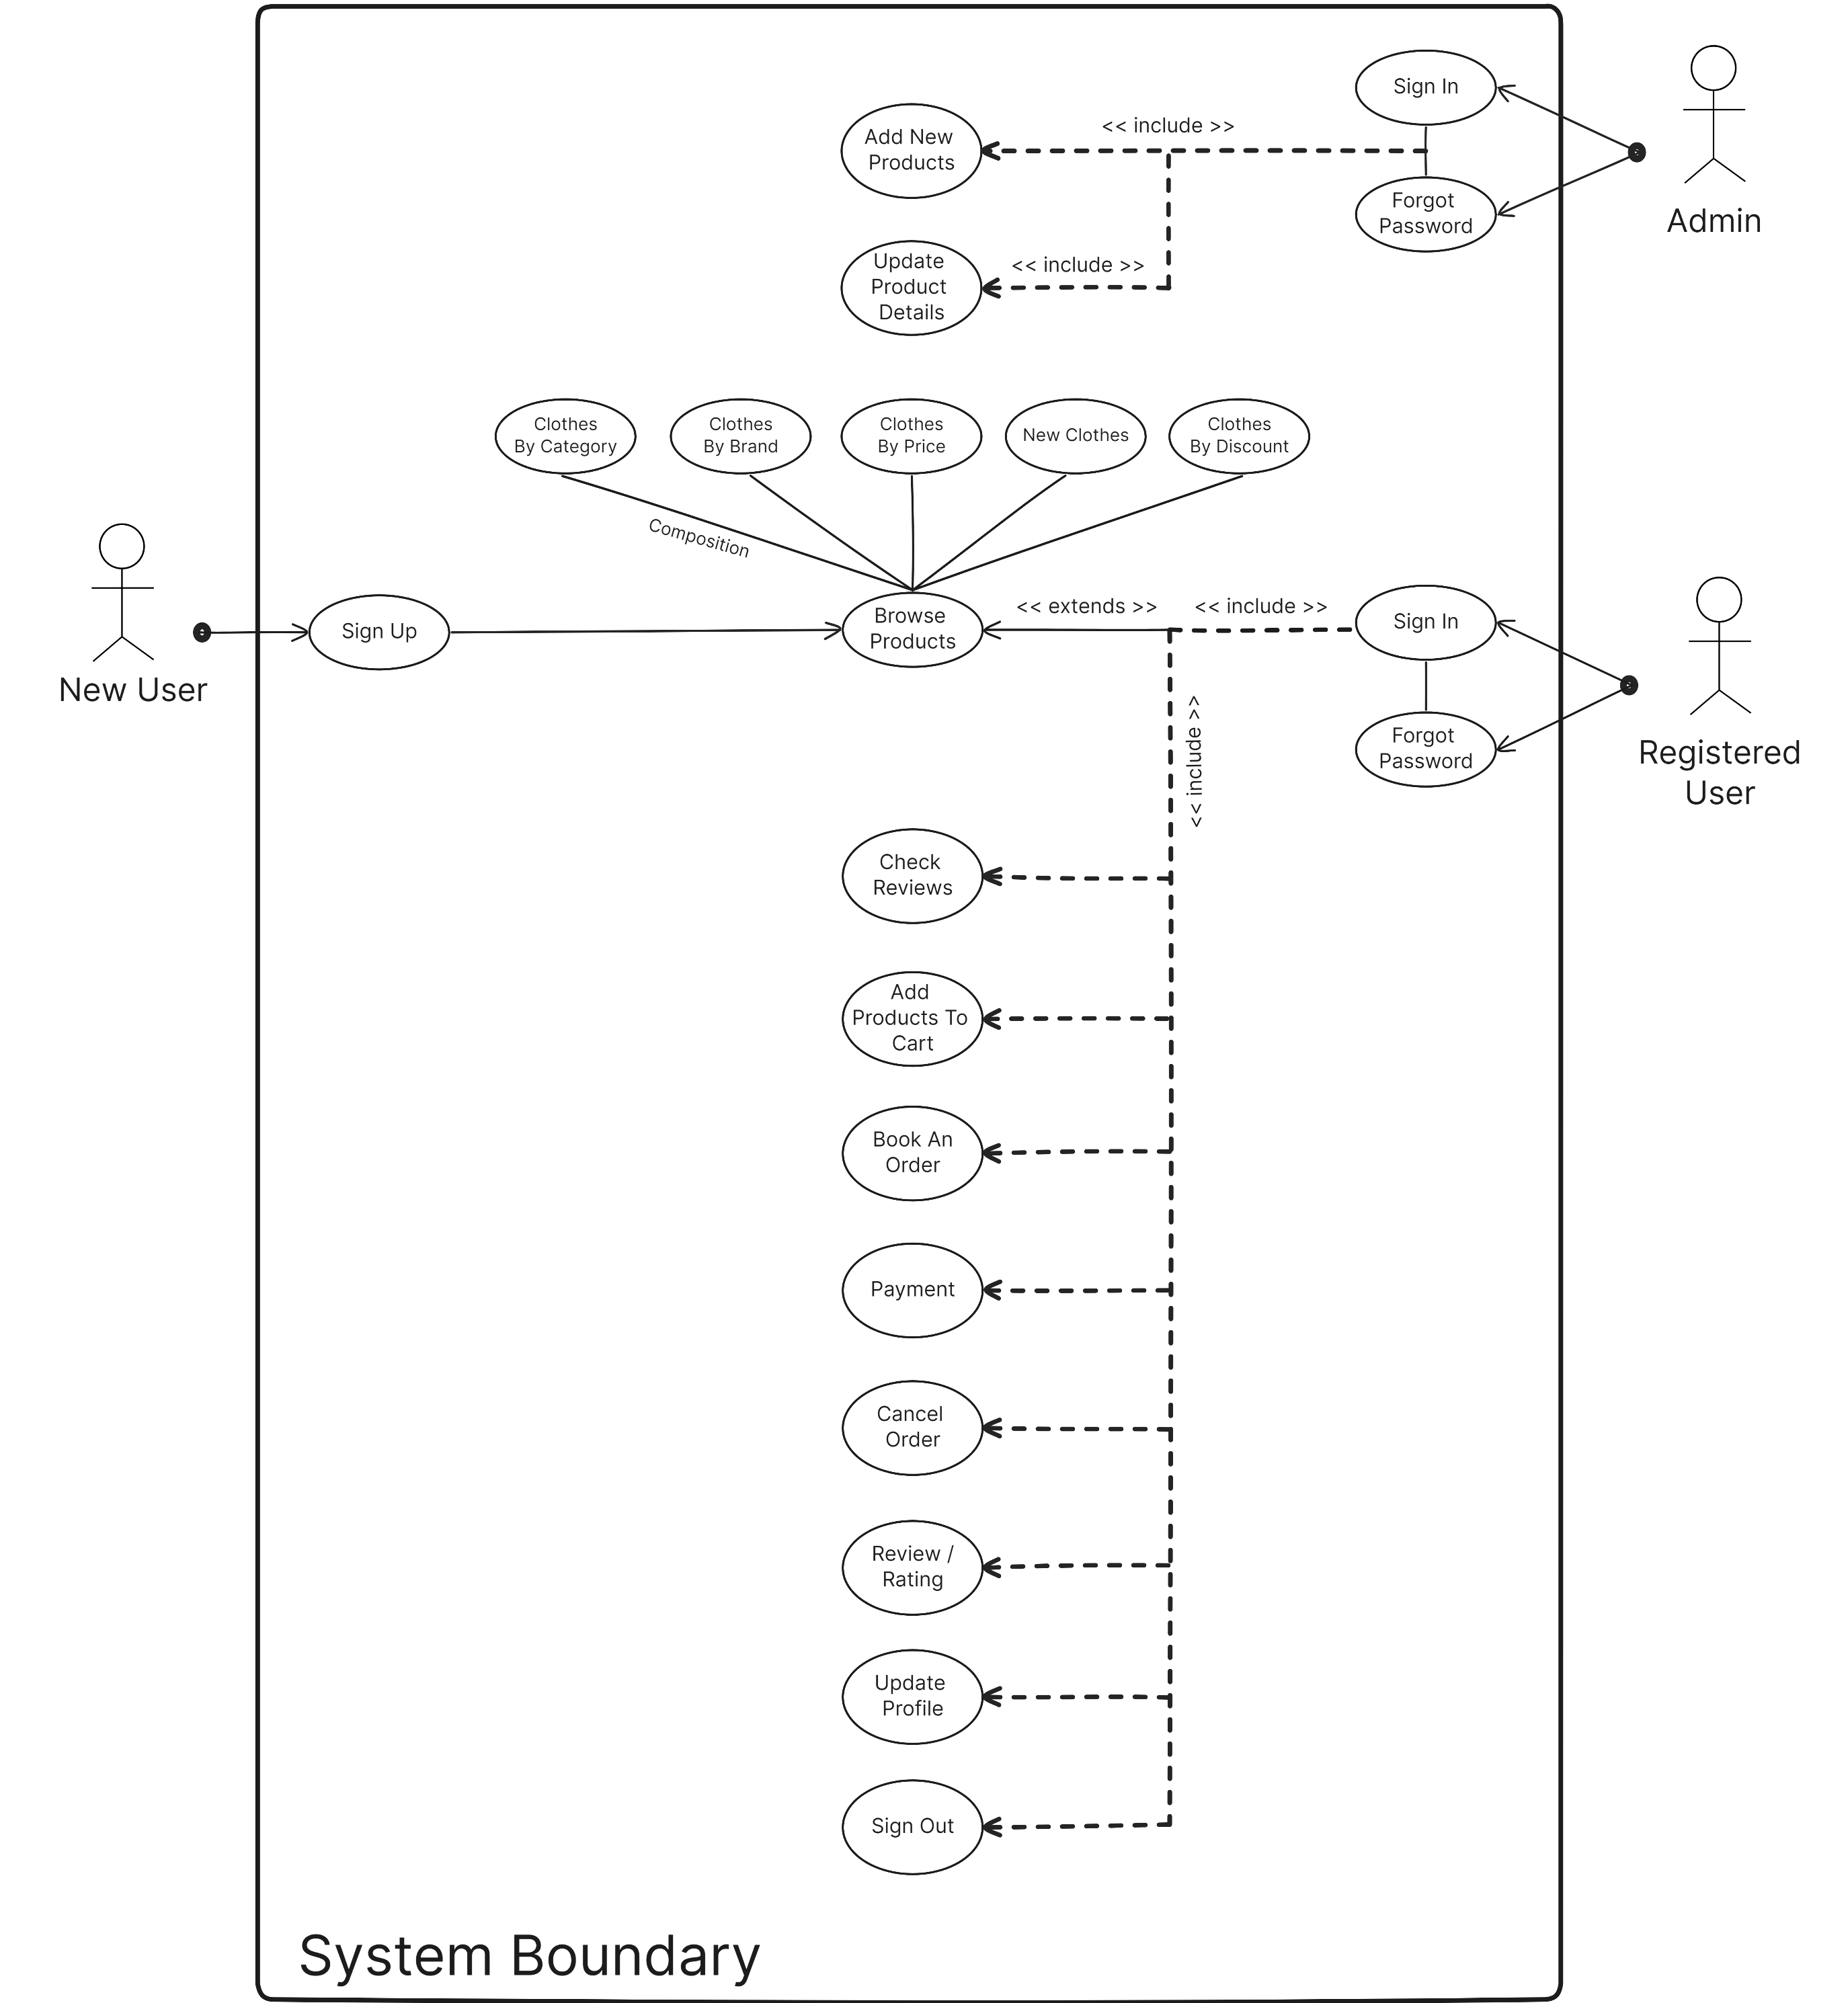 Sign In
<< include >>
Add New
Products
Forgot
Password
Admin
<< include >>
Update
Product
Details
Clothes
By Category
Clothes
By Brand
Clothes
By Price
New Clothes
Clothes
By Discount
Composition
New User
Sign Up
Browse
Products
<< extends >>
<< include >>
Sign In
<< include >>
Forgot
Password
Registered
User
Check
Reviews
Add
Products To
Cart
Book An
Order
Payment
Cancel
Order
Review /
Rating
Update
Profile
Sign Out
System Boundary